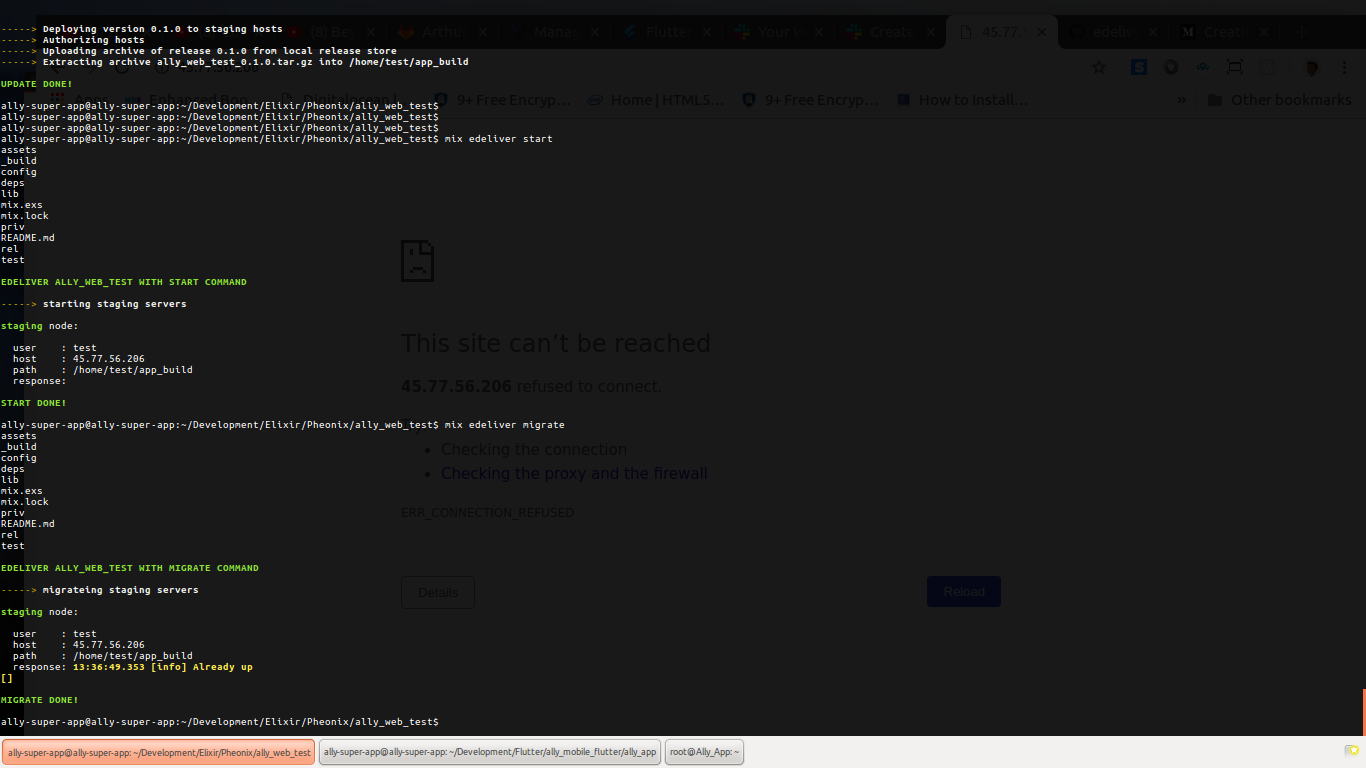 -----> Deploying version 0.1.0 to staging hosts
-----> Authorizing hosts
-----> Uploading archive of release 0.1.0 from local release store
-----> Extracting archive ally_web_test_0.1.0.tar.gz into /home/test/app_build
UPDATE DONE!
ally-super-app@ally-super-app:~/Development/Elixir/Pheonix/ally_web_test$
ally-super-app@ally-super-app:~/Development/Elixir/Pheonix/ally_web_test$
ally-super-app@ally-super-app:~/Development/Elixir/Pheonix/ally_web_test$
ally-super-app@ally-super-app:~/Development/Elixir/Pheonix/ally_web_test$ mix edeliver start
assets
_build
config
deps
lib
mix.exs
mix.lock
priv
README.md
rel
test
EDELIVER ALLY_WEB_TEST WITH START COMMAND
-----> starting staging servers
staging node:
user : test
host : 45.77.56.206
path : /home/test/app_build
response:
START DONE!
ally-super-app@ally-super-app:~/Development/Elixir/Pheonix/ally_web_test$ mix edeliver migrate
assets
_build
config
deps
lib
mix.exs
mix.lock
priv
README.md
rel
test
EDELIVER ALLY_WEB_TEST WITH MIGRATE COMMAND
-----> migrateing staging servers
staging node:
user : test
host : 45.77.56.206
path : /home/test/app_build
response: 13:36:49.353 [info] Already up
[]
MIGRATE DONE!
ally-super-app@ally-super-app:~/Development/Elixir/Pheonix/ally_web_test$
Arthu
Mana
Flutter
Your W
Create
45.77.
edeliv
Creati
9+ Free Encryp...
Home | HTML5...
9+ Free Encryp...
How to Install...
»
Other bookmarks
This site can't be reached
45.77.56.206 refused to connect.
• Checking the connection
• Checking the proxy and the firewall
ERR_CONNECTION_REFUSED
Details
Reload
ally-super-app@ally-super-app: ~/Development/Elixir/Pheonix/ally_web_test
ally-super-app@ally-super-app: ~/Development/Flutter/ally_mobile_flutter/ally_app
root@Ally_App: ~